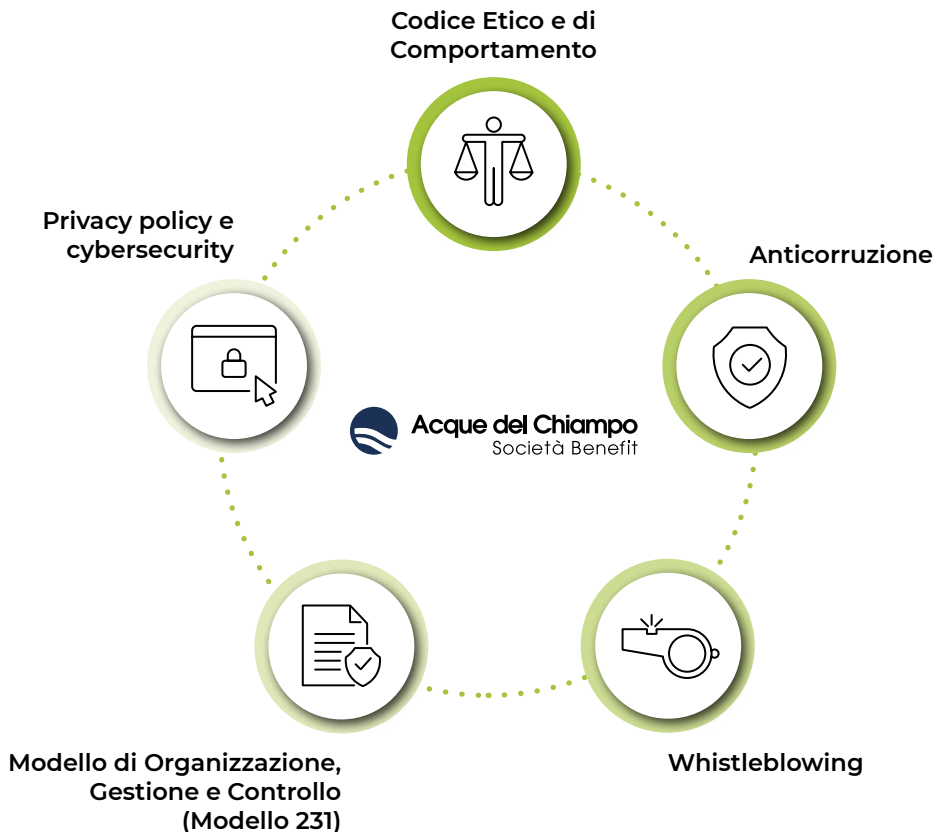 Codice Etico e di
Comportamento
Privacy policy e
cybersecurity
Anticorruzione
Acque del Chiampo
Società Benefit
Modello di Organizzazione,
Gestione e Controllo
(Modello 231)
Whistleblowing